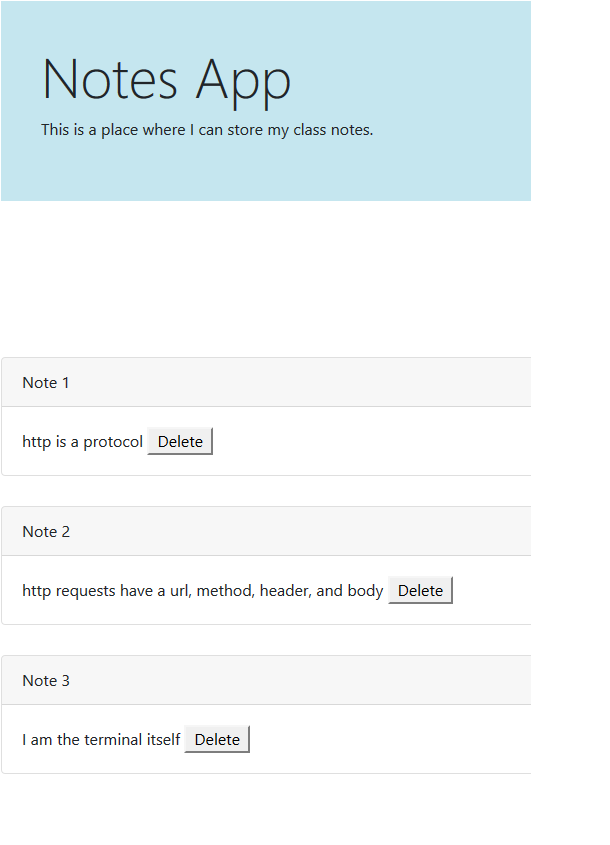 Notes App
This is a place where I can store my class notes.
Note 1
http is a protocol Delete
Note 2
http requests have a url, method, header, and body Delete
Note 3
I am the terminal itself Delete